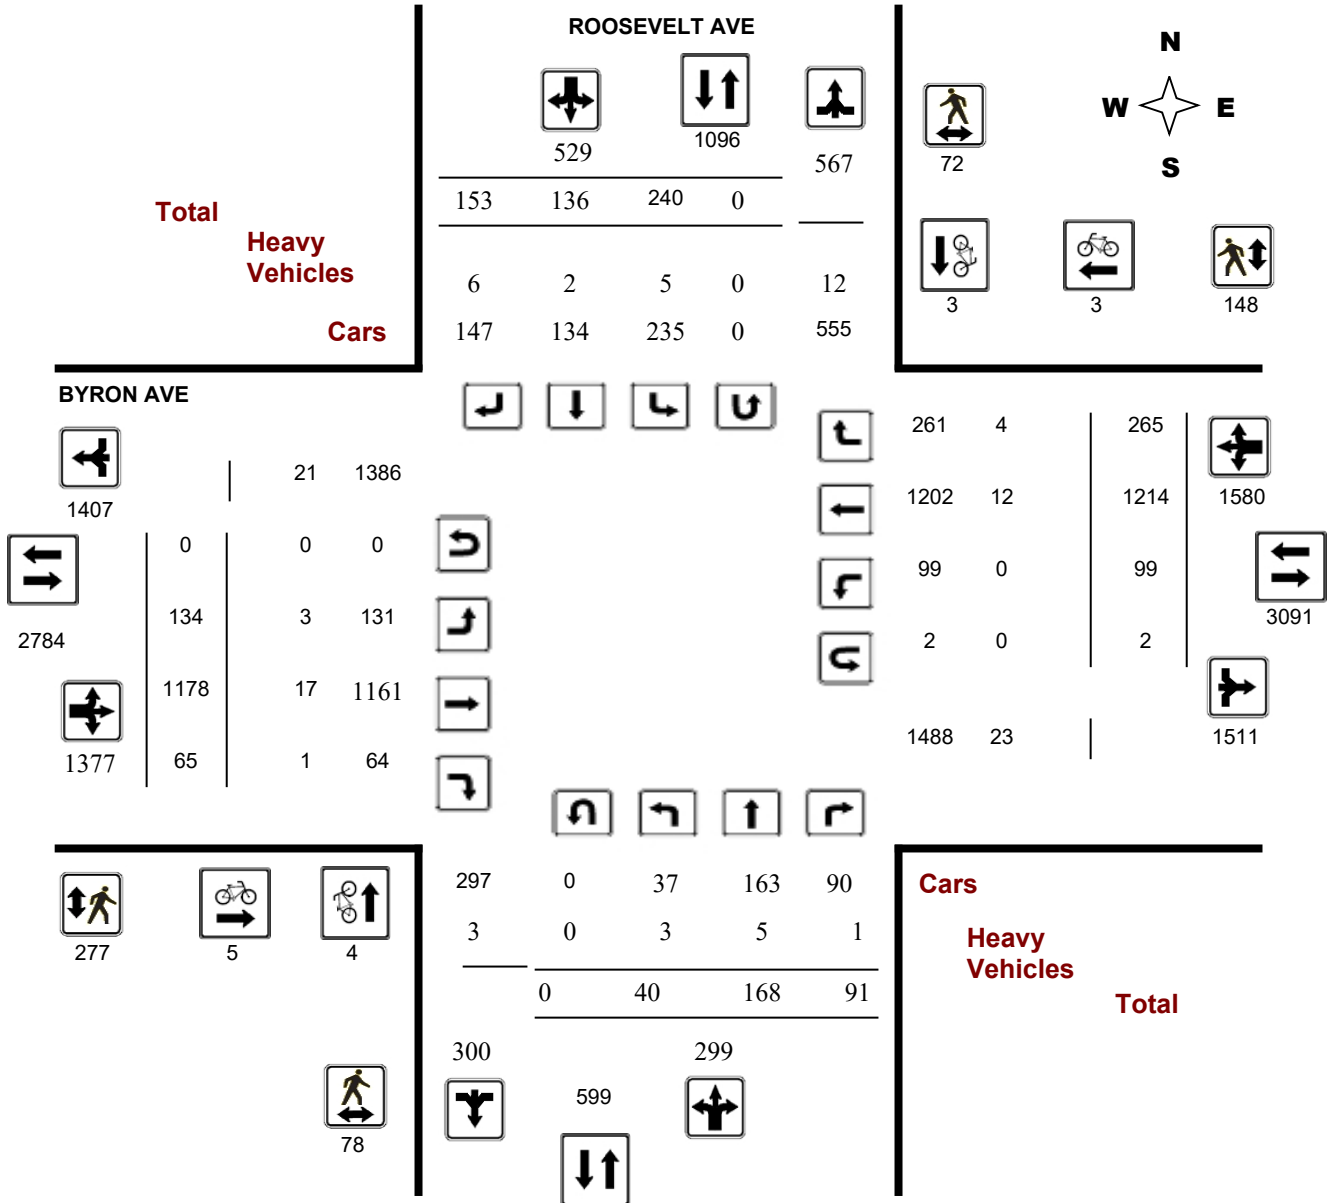 ROOSEVELT AVE
N
W E
S
529
1096
567
72
153 136 240 0
Total
Heavy
Vehicles
6 2 5 0 12
3 3 148
Cars
147 134 235 0 555
BYRON AVE
261 4 265
21 1386
1407
1202 12 1214 1580
0 0 0
99 0 99
134 3 131
3091
2784
2 0 2
1178 17 1161
1488 23 1511
1377 65 1 64
297 0 37 163 90
Cars
3 0 3 5 1
Heavy
Vehicles
277 5 4
0 40 168 91
Total
300 299
599
78